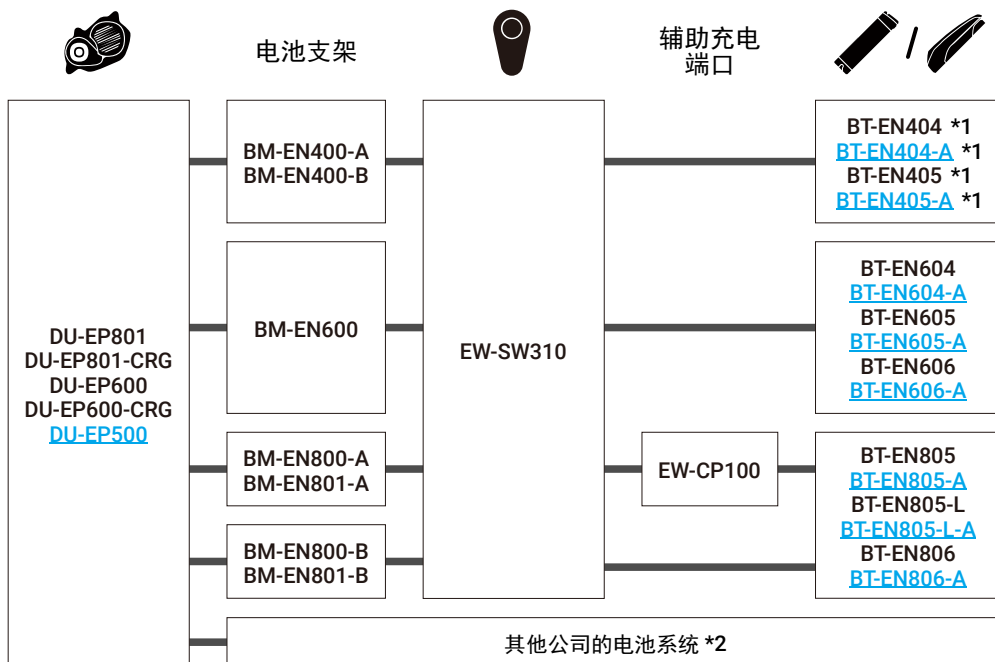 电池支架
辅助充电
端口
DU-EP801
DU-EP801-CRG
DU-EP600
DU-EP600-CRG
DU-EP500
BM-EN400-A
BM-EN400-B
BM-EN600
BM-EN800-A
BM-EN801-A
BM-EN800-B
BM-EN801-B
EW-SW310
EW-CP100
BT-EN404 *1
BT-EN404-A *1
BT-EN405 *1
BT-EN405-A *1
BT-EN604
BT-EN604-A
BT-EN605
BT-EN605-A
BT-EN606
BT-EN606-A
BT-EN805
BT-EN805-A
BT-EN805-L
BT-EN805-L-A
BT-EN806
BT-EN806-A
其他公司的电池系统 *2